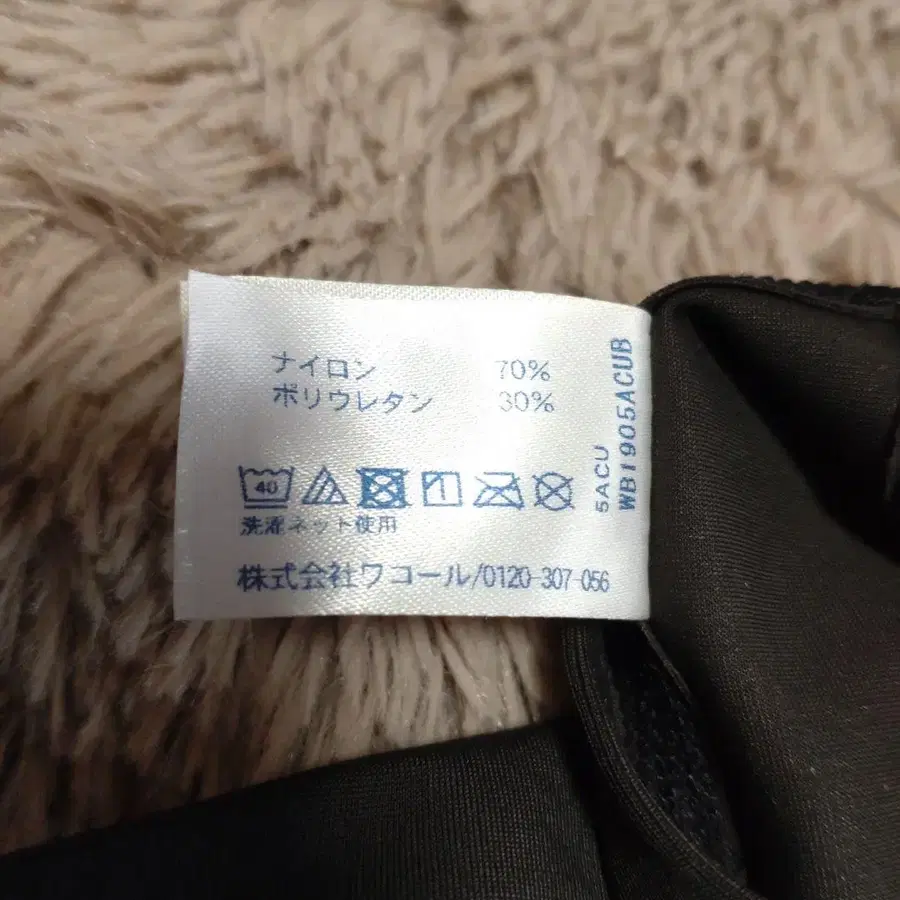 ナイロン 70%
ポリウレタン 30%
40
洗濯ネット使用
株式会社ワコール/0120-307-056
5ACU
WB1905ACUB